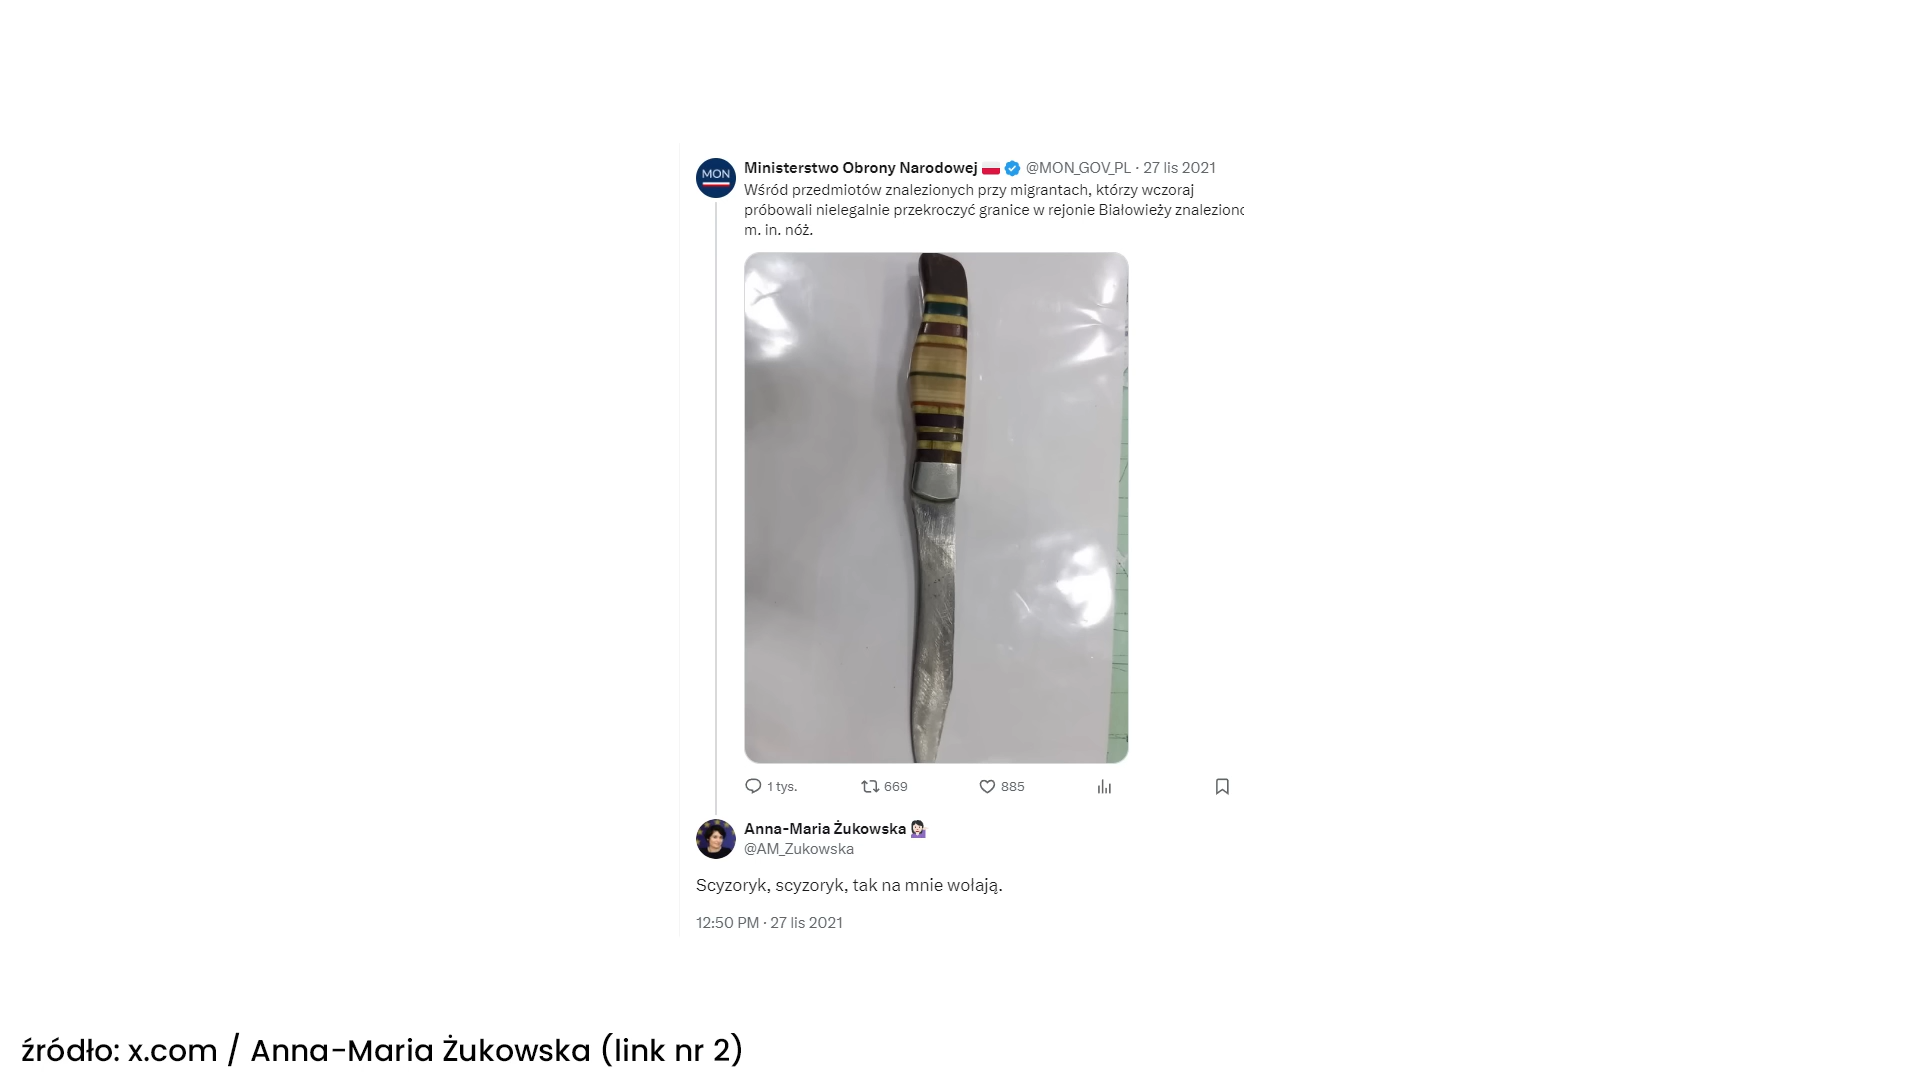 MON
Ministerstwo Obrony Narodowej @MON_GOV_PL · 27 lis 2021
Wśród przedmiotów znalezionych przy migrantach, którzy wczoraj
próbowali nielegalnie przekroczyć granice w rejonie Białowieży znaleziono
m. in. nóż.
1 tys. 669 885
Anna-Maria Żukowska
@AM_Zukowska
Scyzoryk, scyzoryk, tak na mnie wolają.
12:50 PM · 27 lis 2021
źródło: x.com / Anna-Maria Żukowska (link nr 2)